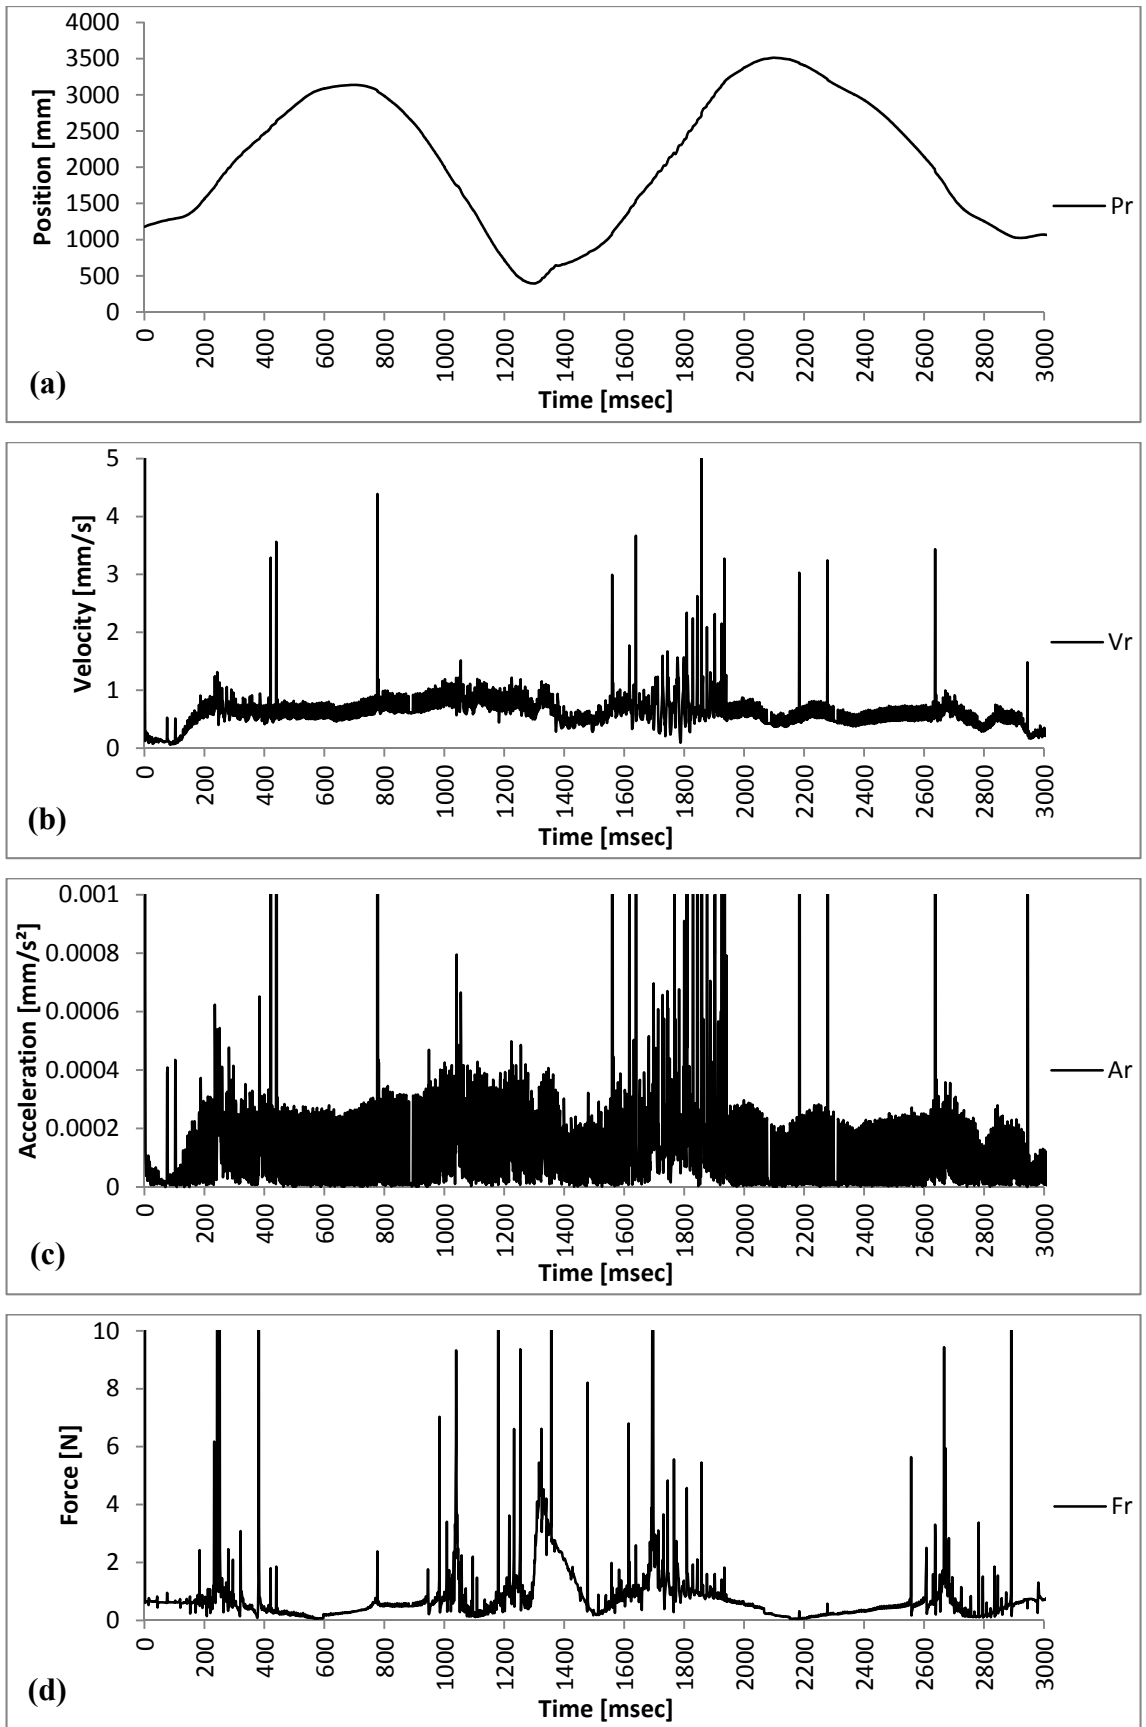 4000
3500
3000
2500
2000
1500
1000
500
0
Position [mm]
0 200 400 600 800 1000 1200 1400 1600 1800 2000 2200 2400 2600 2800 3000
Time [msec]
Pr
(a)
5
4
3
2
1
0
Velocity [mm/s]
0 200 400 600 800 1000 1200 1400 1600 1800 2000 2200 2400 2600 2800 3000
Time [msec]
Vr
(b)
0.001
0.0008
0.0006
0.0004
0.0002
0
Acceleration [mm/s²]
0 200 400 600 800 1000 1200 1400 1600 1800 2000 2200 2400 2600 2800 3000
Time [msec]
Ar
(c)
10
8
6
4
2
0
Force [N]
0 200 400 600 800 1000 1200 1400 1600 1800 2000 2200 2400 2600 2800 3000
Time [msec]
Fr
(d)